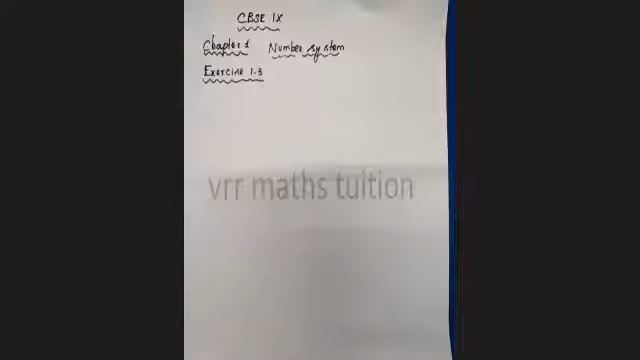 CBSE IX
Chapter 1 Number system
Exercise 1.3
vrr maths tuition